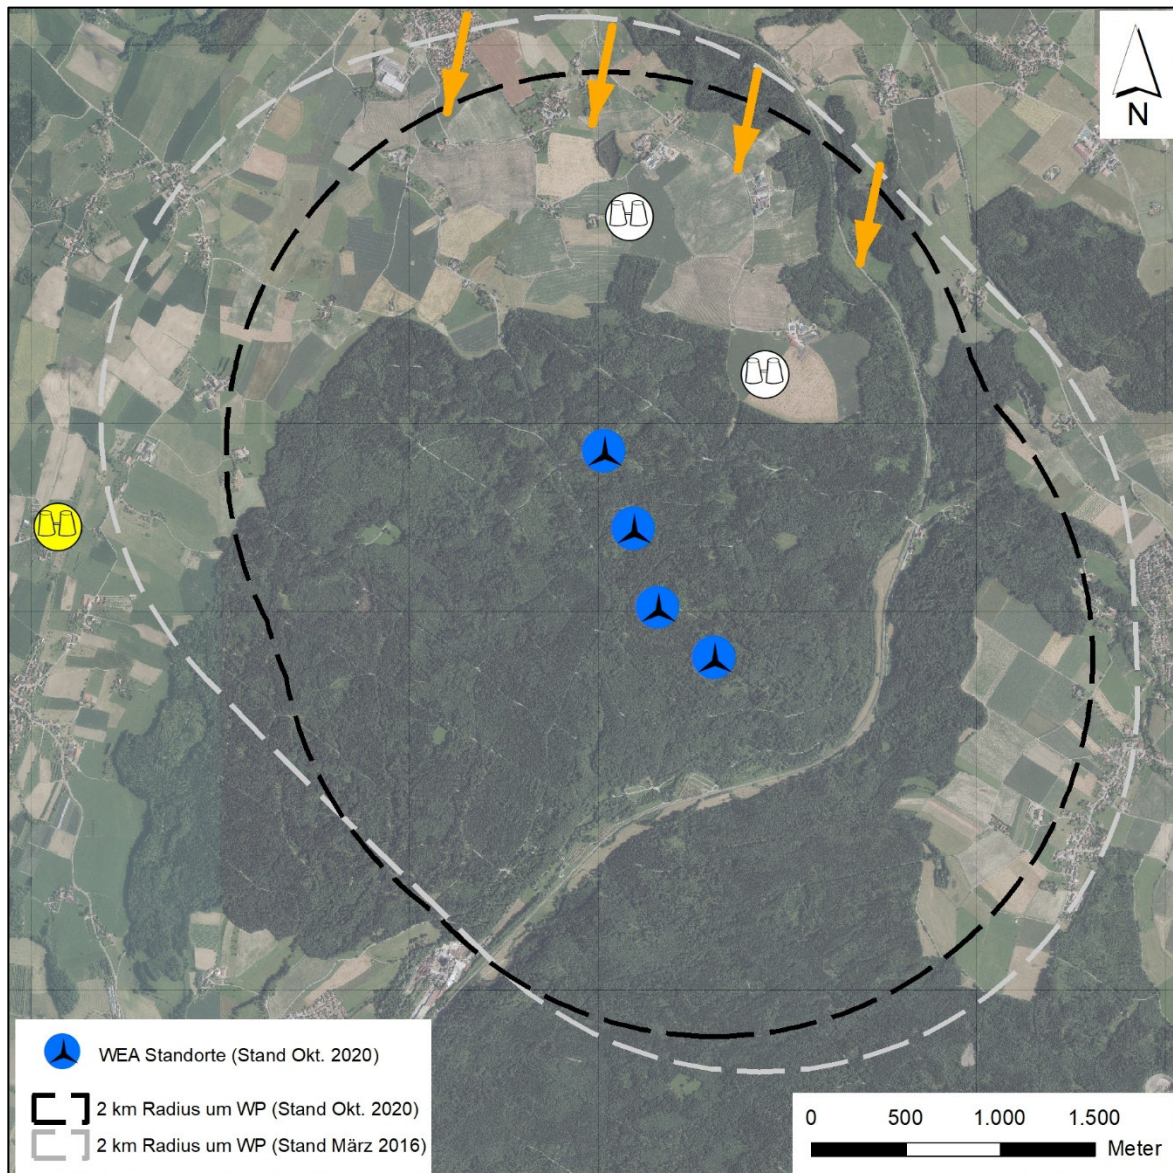 N
WEA Standorte (Stand Okt. 2020)
2 km Radius um WP (Stand Okt. 2020)
2 km Radius um WP (Stand März 2016)
0 500 1.000 1.500
Meter